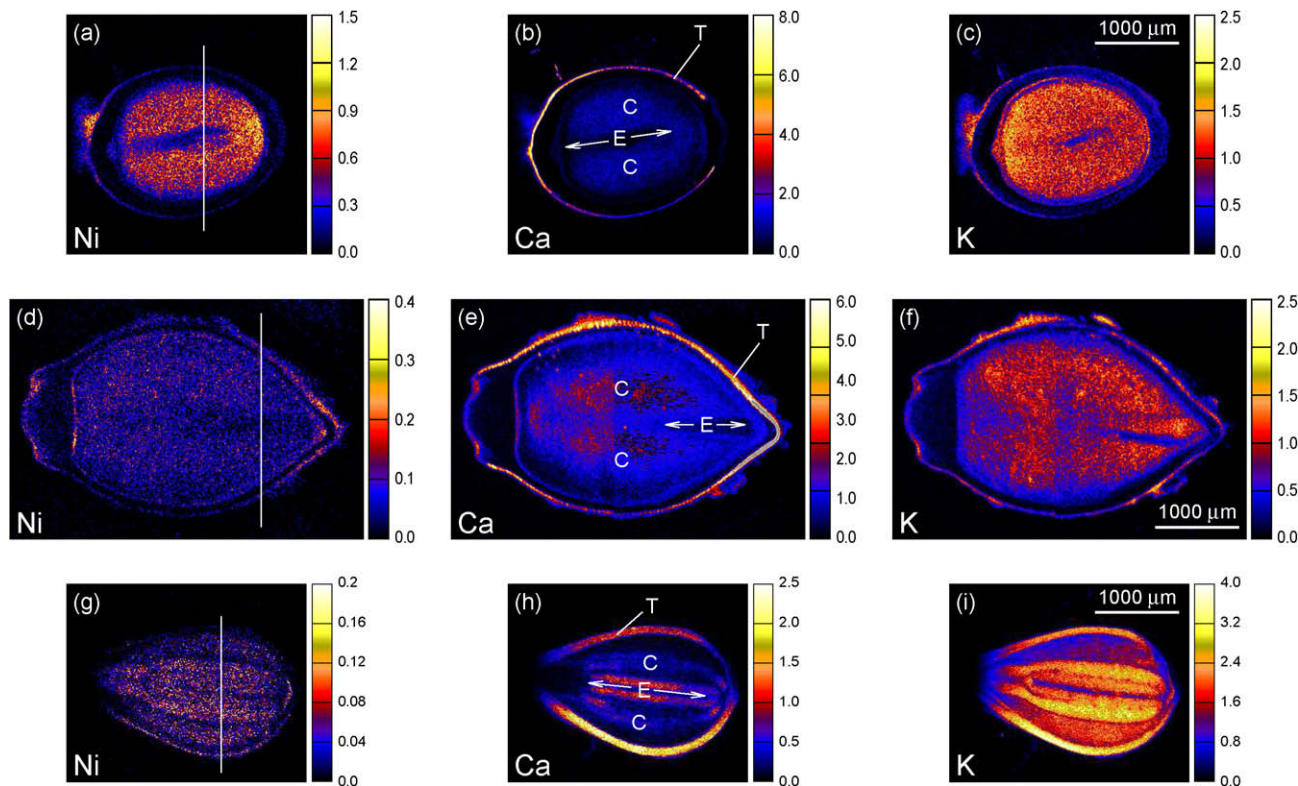 (a)
1.5
1.2
0.9
0.6
0.3
0.0
Ni
(b)
T
C
E
C
8.0
6.0
4.0
2.0
0.0
Ca
(c)
1000 µm
2.5
2.0
1.5
1.0
0.5
0.0
K
(d)
0.4
0.3
0.2
0.1
0.0
Ni
(e)
T
C
E
C
6.0
5.0
4.0
3.0
2.0
1.0
0.0
Ca
(f)
2.5
2.0
1.5
1.0
0.5
0.0
1000 µm
K
(g)
0.2
0.16
0.12
0.08
0.04
0.0
Ni
(h)
T
C
E
C
2.5
2.0
1.5
1.0
0.5
0.0
Ca
(i)
1000 µm
4.0
3.2
2.4
1.6
0.8
0.0
K